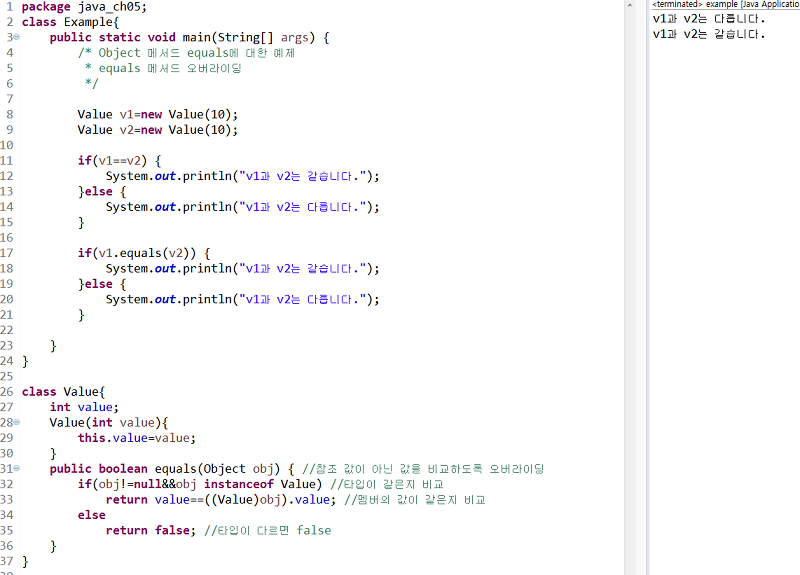 1 package java_ch05;
2 class Example{
3     public static void main(String[] args) {
4         /* Object 메서드 equals에 대한 예제
5          * equals 메서드 오버라이딩
6          */
7
8         Value v1=new Value(10);
9         Value v2=new Value(10);
10
11         if(v1==v2) {
12             System.out.println("v1과 v2는 같습니다.");
13         }else {
14             System.out.println("v1과 v2는 다릅니다.");
15         }
16
17         if(v1.equals(v2)) {
18             System.out.println("v1과 v2는 같습니다.");
19         }else {
20             System.out.println("v1과 v2는 다릅니다.");
21         }
22
23     }
24 }
25
26 class Value{
27     int value;
28     Value(int value){
29         this.value=value;
30     }
31     public boolean equals(Object obj) { //참조 값이 아닌 값을 비교하도록 오버라이딩
32         if(obj!=null&&obj instanceof Value) //타입이 같은지 비교
33             return value==((Value)obj).value; //멤버의 값이 같은지 비교
34         else
35             return false; //타입이 다르면 false
36     }
37 }
<terminated> example [Java Applicatio
v1과 v2는 다릅니다.
v1과 v2는 같습니다.